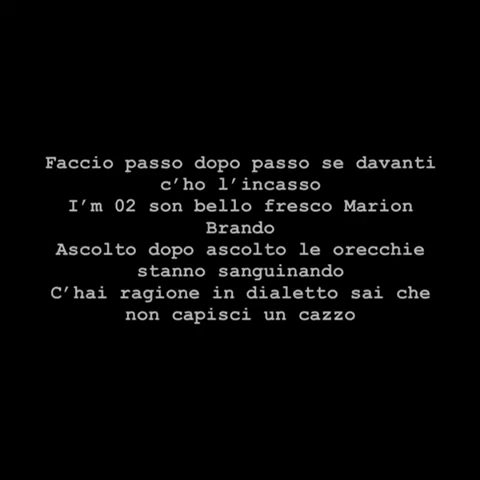 Faccio passo dopo passo se davanti
c’ho l’incasso
I’m 02 son bello fresco Marion
Brando
Ascolto dopo ascolto le orecchie
stanno sanguinando
C’hai ragione in dialetto sai che
non capisci un cazzo